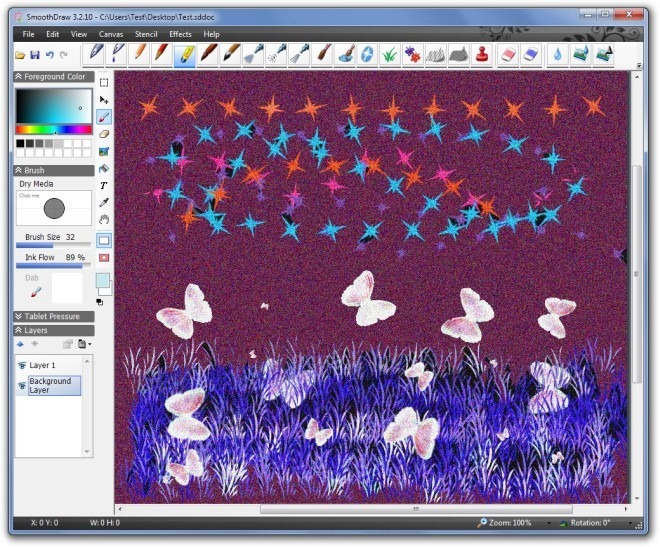 SmoothDraw 3.2.10 - C:\Users\Test\Desktop\Test.sddoc
File Edit View Canvas Stencil Effects Help
Foreground Color
Brush
Dry Media
Click me
Brush Size 32
Ink Flow 89 %
Dab
T
Tablet Pressure
Layers
Layer 1
Background
Layer
X: 0 Y: 0 W: 0 H: 0 Zoom: 100% Rotation: 0°